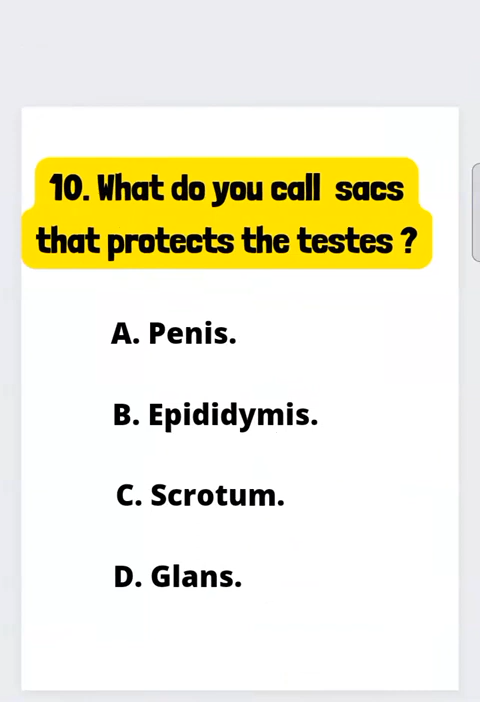 10. What do you call sacs
that protects the testes ?
A. Penis.
B. Epididymis.
C. Scrotum.
D. Glans.